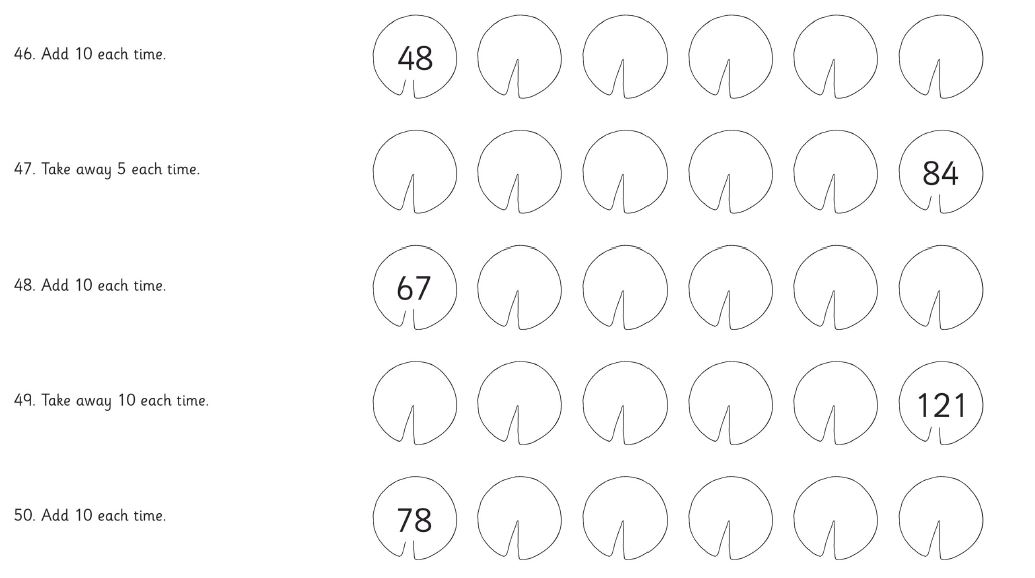 46. Add 10 each time. 48
47. Take away 5 each time. 84
48. Add 10 each time. 67
49. Take away 10 each time. 121
50. Add 10 each time. 78